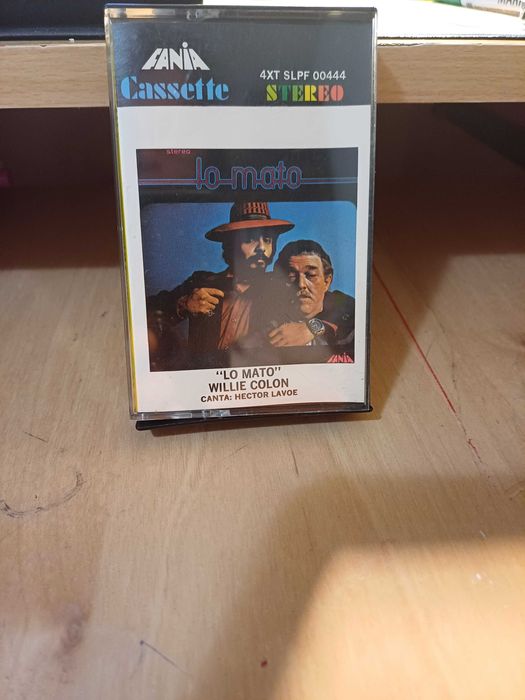 FANIA
Cassette
4XT SLPF 00444
STEREO
stereo
lo mato
FANIA
"LO MATO"
WILLIE COLON
CANTA: HECTOR LAVOE